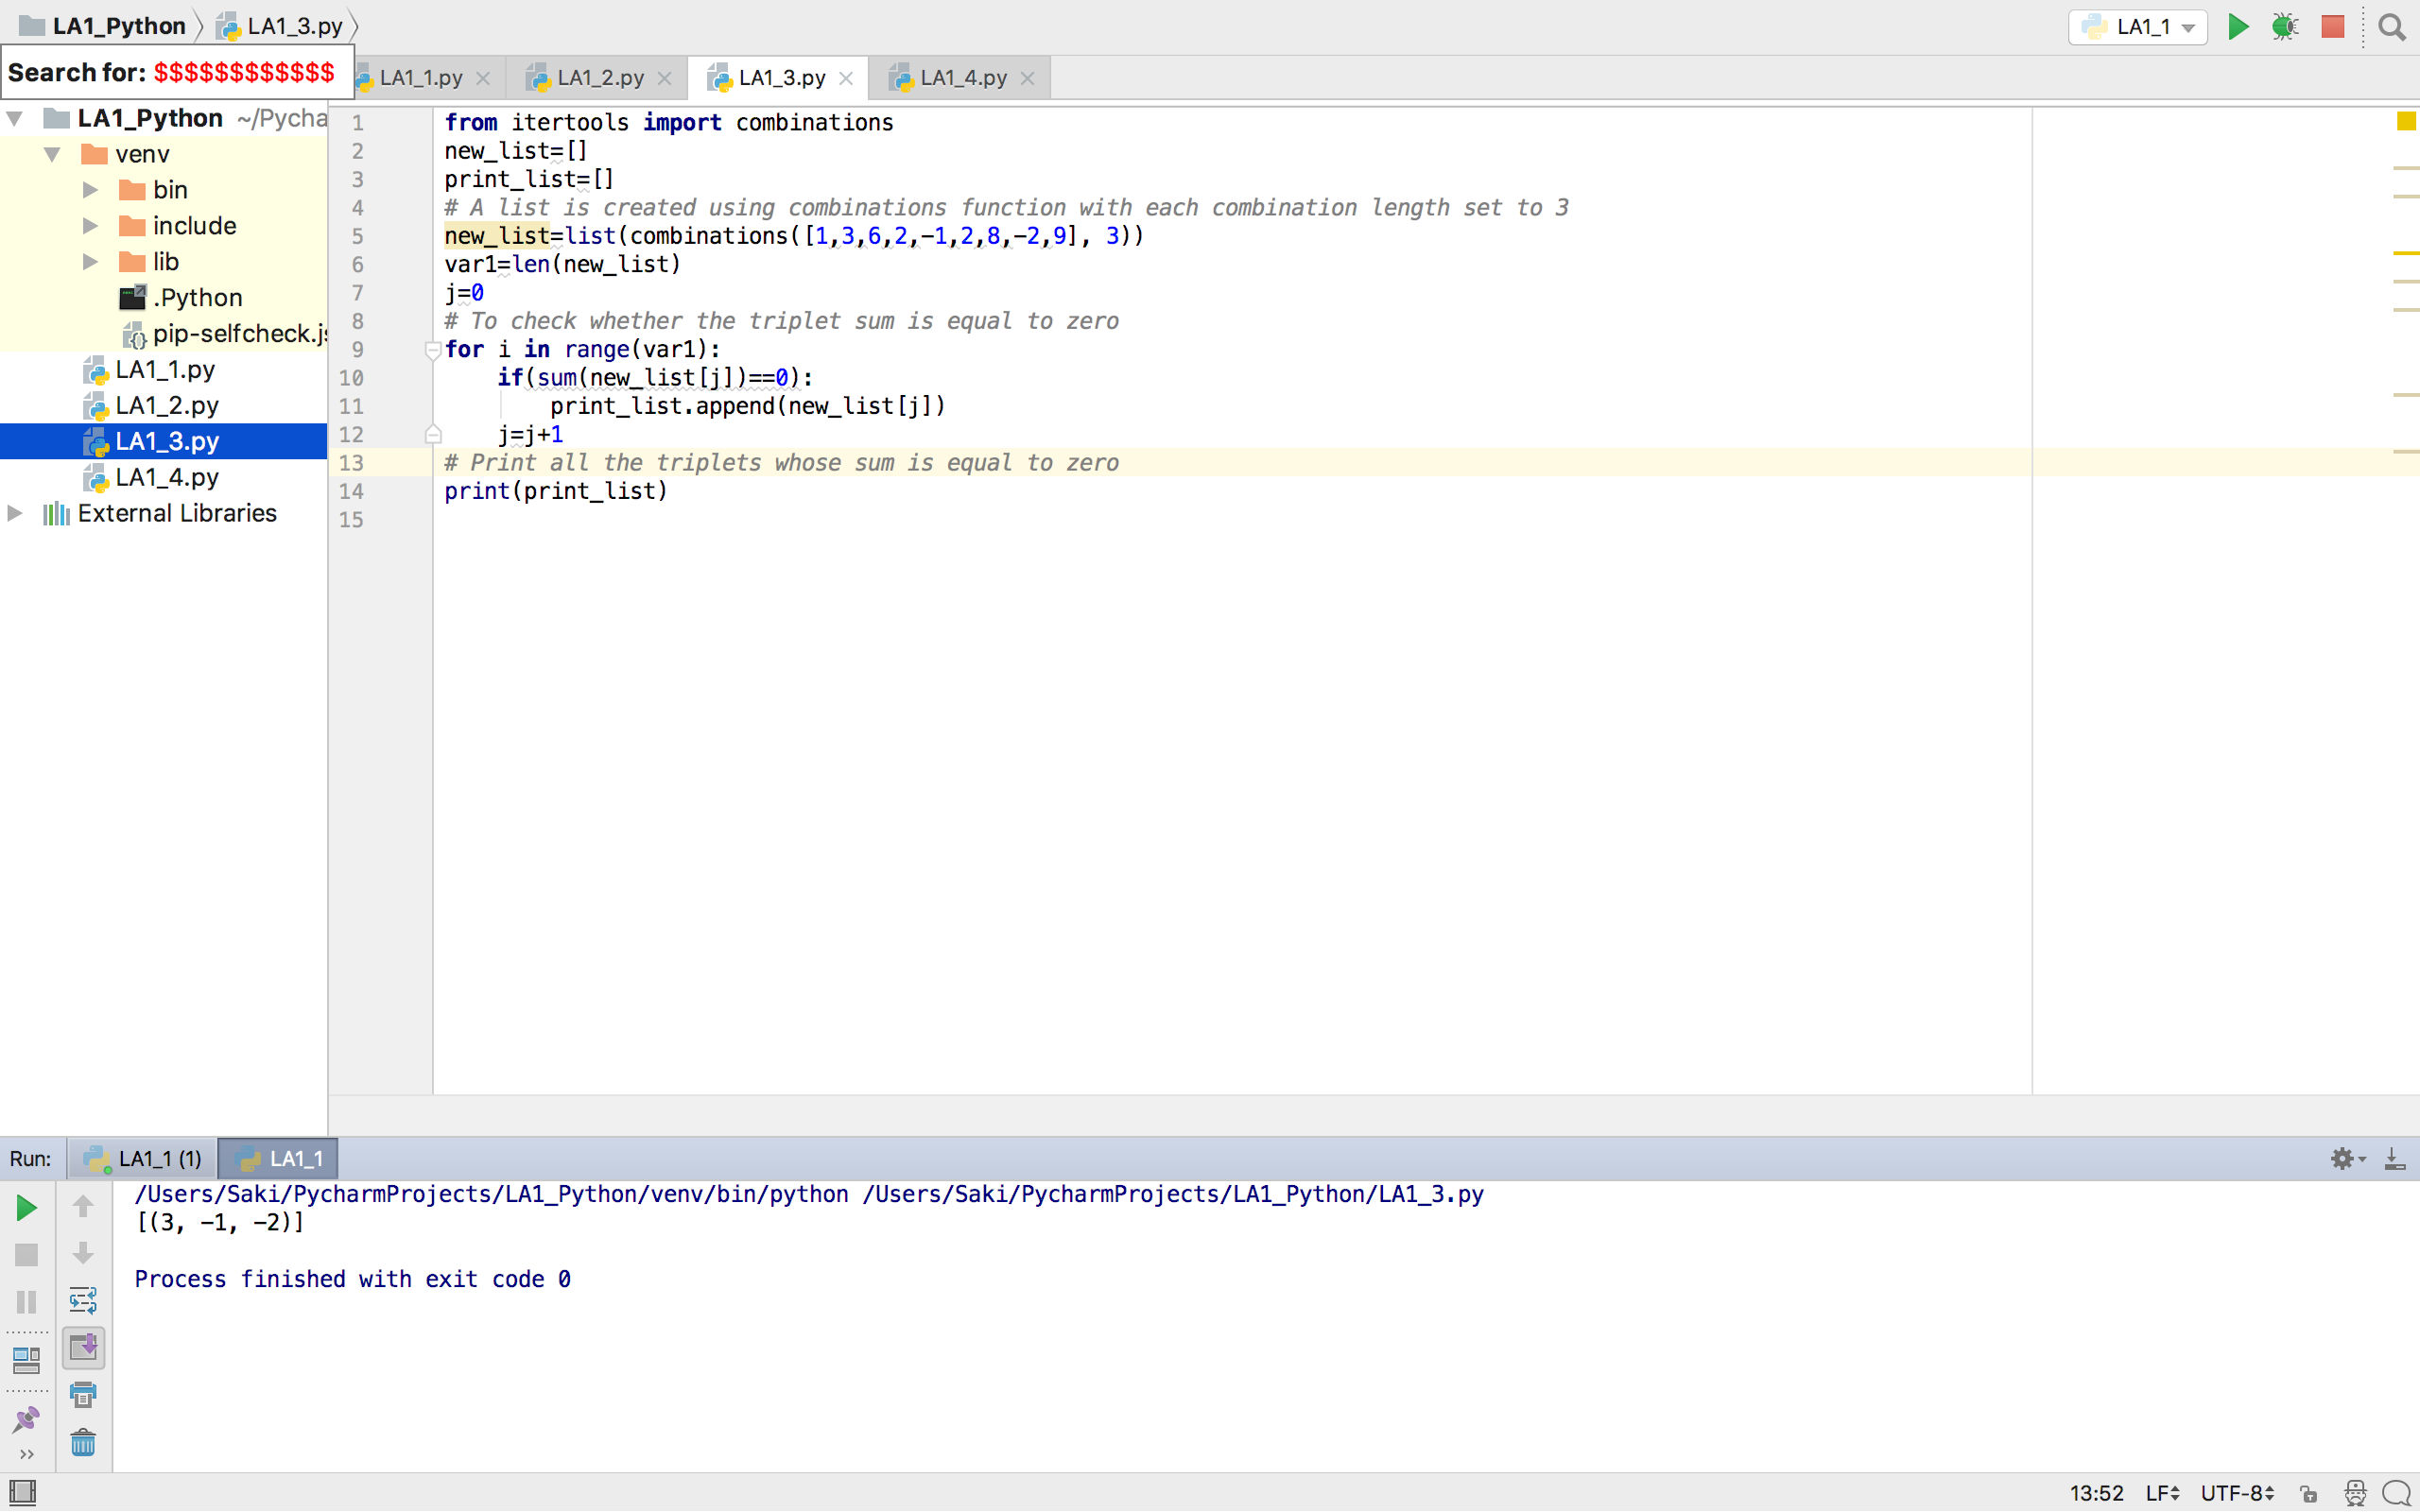 LA1_Python LA1_3.py LA1_1
Search for: $$$$$$$$$$$$ LA1_1.py LA1_2.py LA1_3.py LA1_4.py
LA1_Python ~/Pycha
venv
bin
include
lib
.Python
pip-selfcheck.js
LA1_1.py
LA1_2.py
LA1_3.py
LA1_4.py
External Libraries
1 from itertools import combinations
2 new_list=[]
3 print_list=[]
4 # A list is created using combinations function with each combination length set to 3
5 new_list=list(combinations([1,3,6,2,-1,2,8,-2,9], 3))
6 var1=len(new_list)
7 j=0
8 # To check whether the triplet sum is equal to zero
9 for i in range(var1):
10 if(sum(new_list[j])==0):
11 print_list.append(new_list[j])
12 j=j+1
13 # Print all the triplets whose sum is equal to zero
14 print(print_list)
15
Run: LA1_1 (1) LA1_1
/Users/Saki/PycharmProjects/LA1_Python/venv/bin/python /Users/Saki/PycharmProjects/LA1_Python/LA1_3.py
[(3, -1, -2)]
Process finished with exit code 0
13:52 LF UTF-8